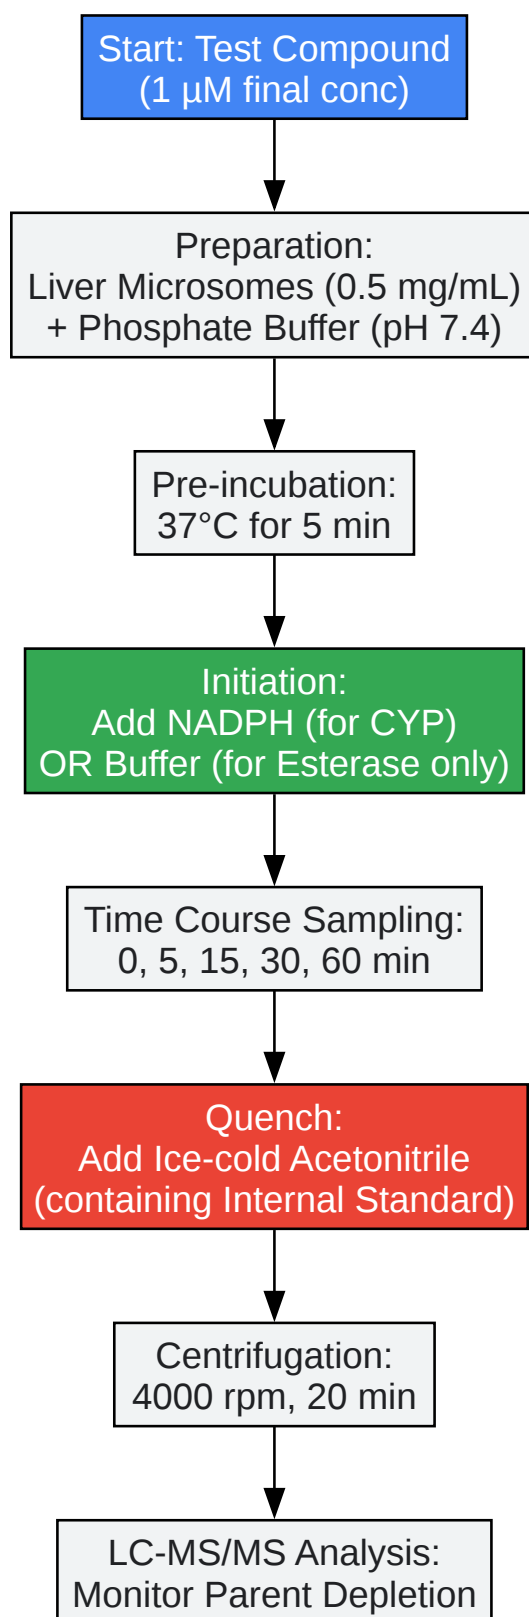 Start: Test Compound
(1 µM final conc)
Preparation:
Liver Microsomes (0.5 mg/mL)
+ Phosphate Buffer (pH 7.4)
Pre-incubation:
37°C for 5 min
Initiation:
Add NADPH (for CYP)
OR Buffer (for Esterase only)
Time Course Sampling:
0, 5, 15, 30, 60 min
Quench:
Add Ice-cold Acetonitrile
(containing Internal Standard)
Centrifugation:
4000 rpm, 20 min
LC-MS/MS Analysis:
Monitor Parent Depletion